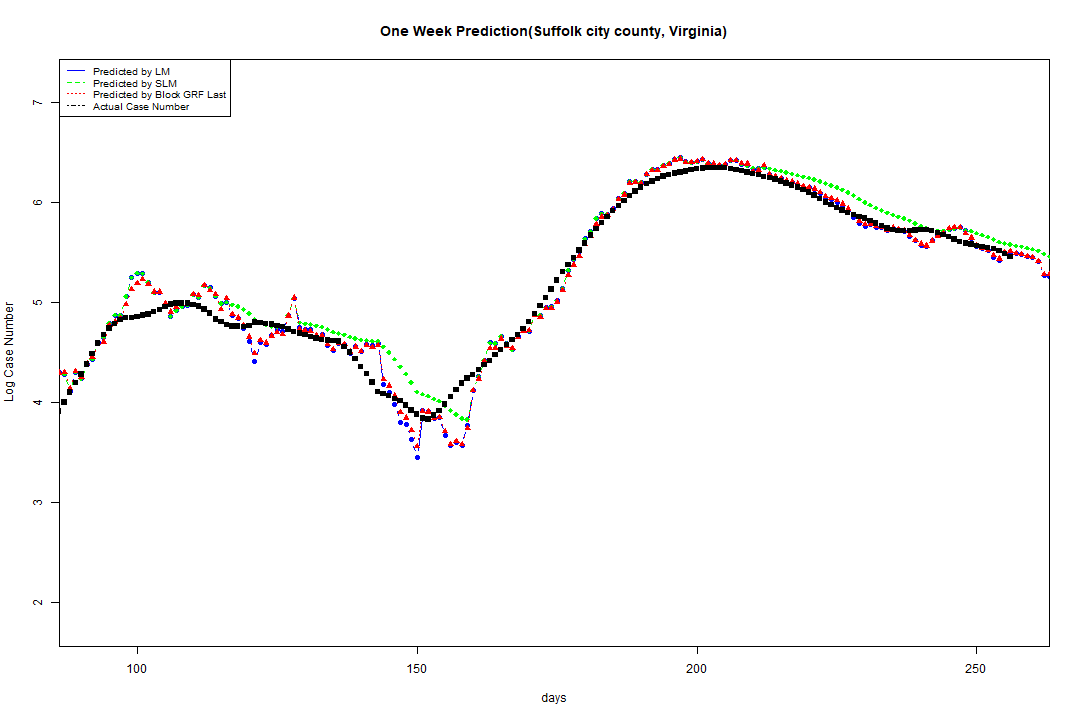 One Week Prediction(Suffolk city county, Virginia)
Predicted by LM
Predicted by SLM
Predicted by Block GRF Last
Actual Case Number
7
6
5
4
3
2
Log Case Number
100 150 200 250
days